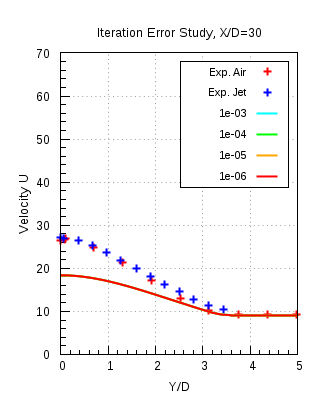 Iteration Error Study, X/D=30
70
60
50
40
30
20
10
0
Velocity U
Exp. Air
Exp. Jet
1e-03
1e-04
1e-05
1e-06
0 1 2 3 4 5
Y/D